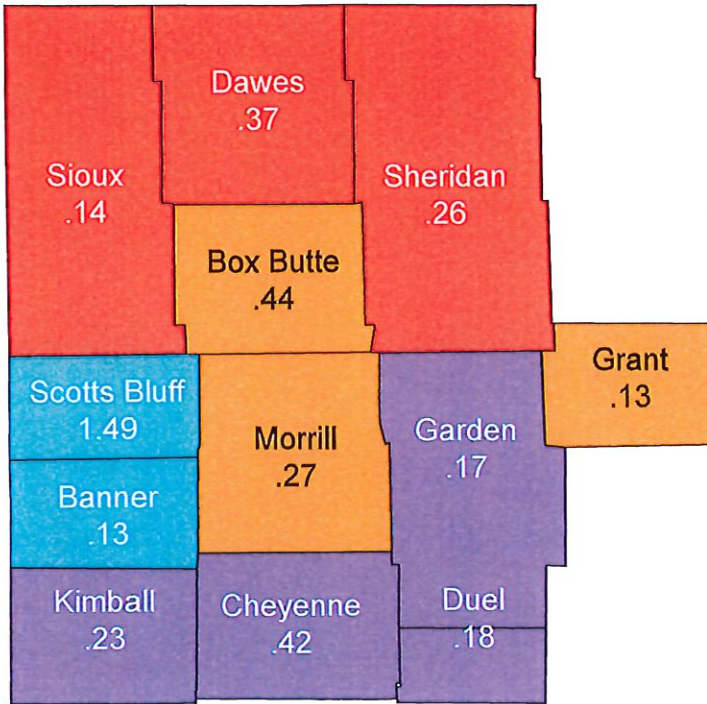 Dawes
.37
Sioux
.14
Sheridan
.26
Box Butte
.44
Grant
.13
Scotts Bluff
1.49
Morrill
.27
Garden
.17
Banner
.13
Kimball
.23
Cheyenne
.42
Duel
.18